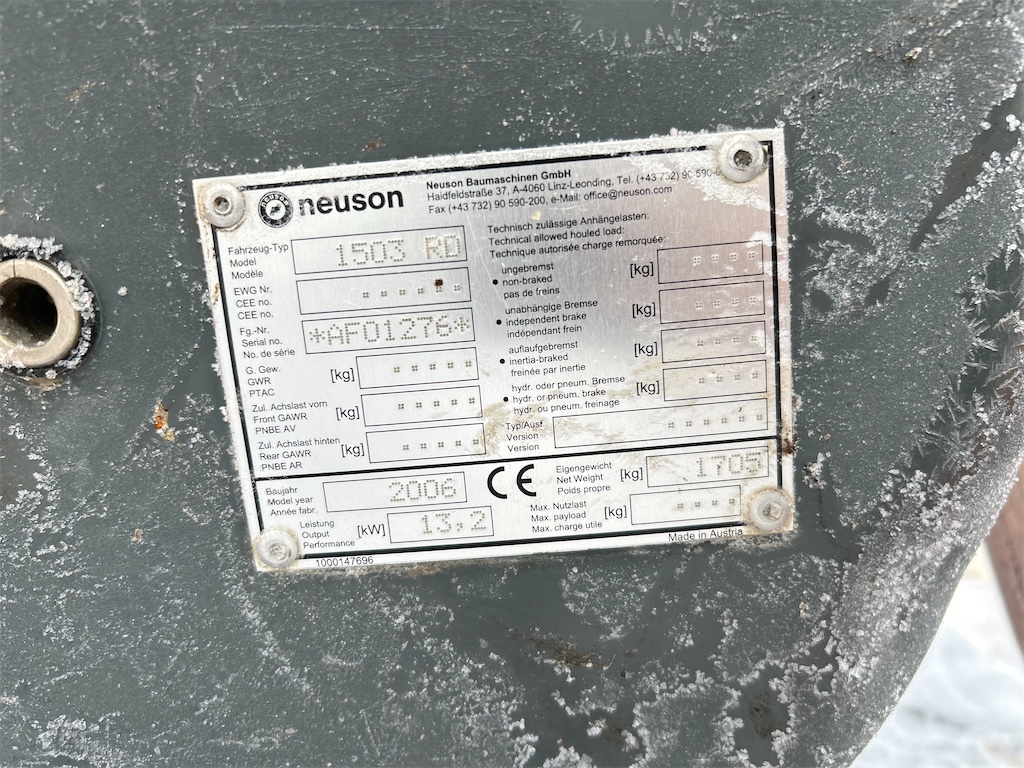 neuson
Neuson Baumaschinen GmbH
Haidfeldstraße 37, A-4060 Linz-Leonding, Tel. (+43 732) 90 590-0
Fax (+43 732) 90 590-200, e-Mail: office@neuson.com
Fahrzeug-Typ
Model
Modèle
1503 RD
EWG Nr.
CEE no.
CEE no.
Fg.-Nr.
Serial no.
No. de série
*AF01276*
G. Gew.
GWR
PTAC
[kg]
Zul. Achslast vorn
Front GAWR
PNBE AV
[kg]
Zul. Achslast hinten
Rear GAWR
PNBE AR
[kg]
Technisch zulässige Anhängelasten:
Technical allowed houled load:
Technique autorisée charge remorquée:
ungebremst
• non-braked
pas de freins
[kg]
unabhängige Bremse
• independent brake
indépendant frein
[kg]
auflaufgebremst
• inertia-braked
freinée par inertie
[kg]
hydr. oder pneum. Bremse
• hydr. or pneum. brake
hydr. ou pneum. freinage
[kg]
Typ/Ausf.
Version
Version
Baujahr
Model year
Année fabr.
2006
CE
Leistung
Output
Performance
[kW]
13,2
Eigengewicht
Net Weight
Poids propre
[kg]
1705
Max. Nutzlast
Max. payload
Max. charge utile
[kg]
1000147696
Made in Austria